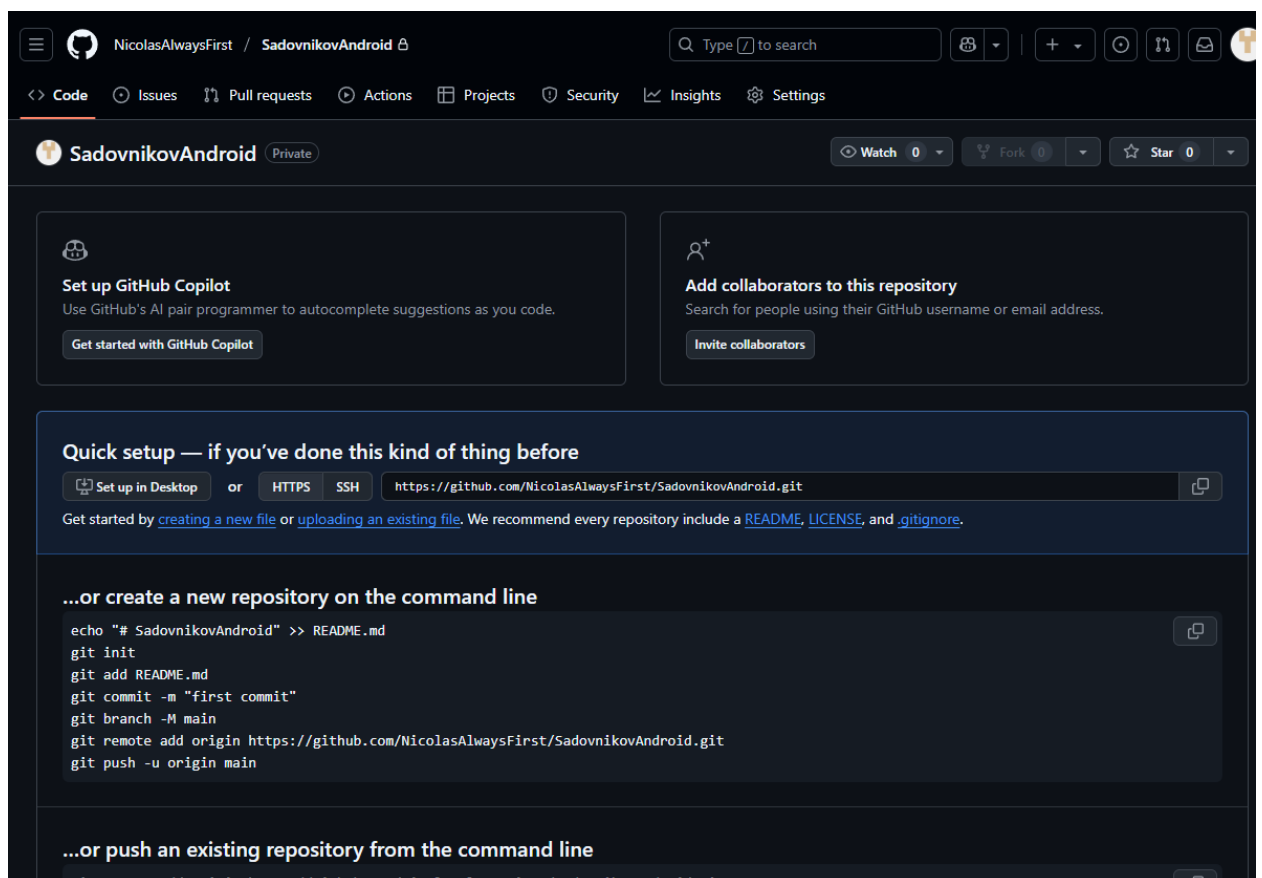 NicolasAlwaysFirst / SadovnikovAndroid
Type / to search
Code Issues Pull requests Actions Projects Security Insights Settings
SadovnikovAndroid Private
Watch 0 Fork 0 Star 0
Set up GitHub Copilot
Use GitHub's AI pair programmer to autocomplete suggestions as you code.
Get started with GitHub Copilot
Add collaborators to this repository
Search for people using their GitHub username or email address.
Invite collaborators
Quick setup — if you've done this kind of thing before
Set up in Desktop or HTTPS SSH https://github.com/NicolasAlwaysFirst/SadovnikovAndroid.git
Get started by creating a new file or uploading an existing file. We recommend every repository include a README, LICENSE, and .gitignore.
...or create a new repository on the command line
echo "# SadovnikovAndroid" >> README.md
git init
git add README.md
git commit -m "first commit"
git branch -M main
git remote add origin https://github.com/NicolasAlwaysFirst/SadovnikovAndroid.git
git push -u origin main
...or push an existing repository from the command line